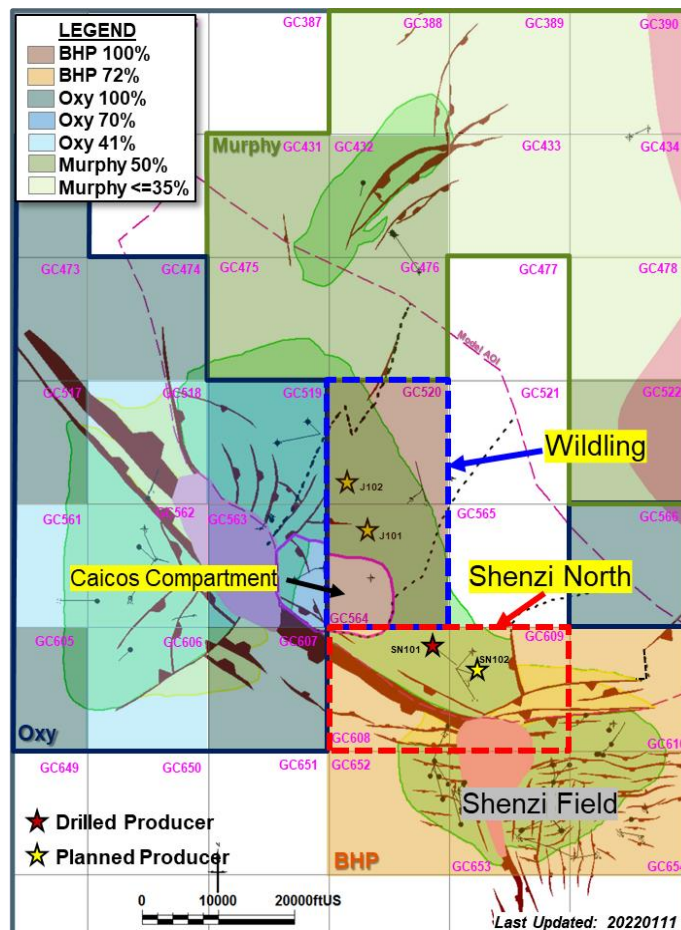 LEGEND
BHP 100%
BHP 72%
Oxy 100%
Oxy 70%
Oxy 41%
Murphy 50%
Murphy <=35%
GC387
GC388
GC389
GC390
Murphy
GC431
GC432
GC433
GC434
GC473
GC474
GC475
GC476
GC477
GC478
Model AOI
GC517
GC518
GC519
GC520
GC521
GC522
Wildling
J102
GC561
GC562
GC563
GC565
GC566
J101
Shenzi North
Caicos Compartment
GC564
GC605
GC606
GC607
GC609
SN101
SN102
Oxy
GC608
GC610
GC649
GC650
GC651
GC652
Shenzi Field
Drilled Producer
Planned Producer
BHP
GC653
GC654
0 10000 20000ftUS
Last Updated: 20220111